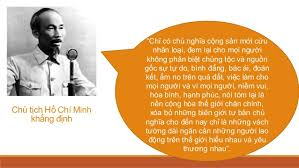 "Chỉ có chủ nghĩa cộng sản mới cứu
nhân loại, đem lại cho mọi người
không phân biệt chủng tộc và nguồn
gốc sự tự do, bình đẳng, bác ái, đoàn
kết, ấm no trên quả đất, việc làm cho
mọi người và vì mọi người, niềm vui,
hòa bình, hạnh phúc, nói tóm lại là
nền cộng hòa thế giới chân chính,
xóa bỏ những biên giới tư bản chủ
nghĩa cho đến nay chỉ là những vách
tường dài ngăn cản những người lao
động trên thế giới hiểu nhau và yêu
thương nhau".
Chủ tịch Hồ Chí Minh
khẳng định